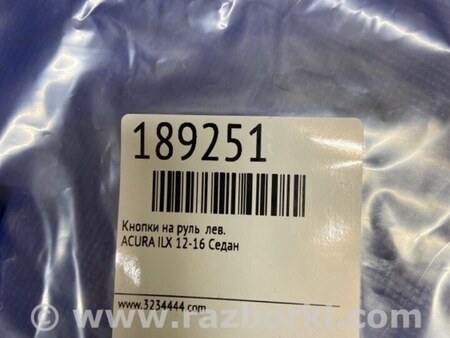 189251
Кнопки на руль лев.
ACURA ILX 12-16 Седан
www.3234444.com
www.razborki.com